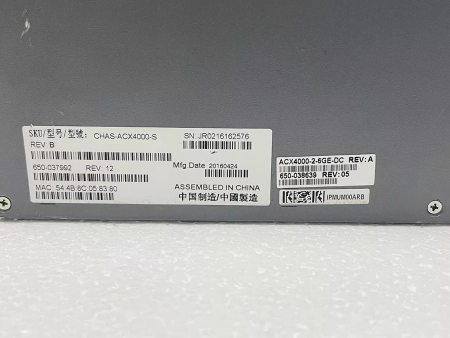 SKU/型号/型號: CHAS-ACX4000-S
SN: JR0216162576
REV: B
650-037992 REV: 12
Mfg.Date 20160424
MAC: 54 4B 8C 05 83 80
ASSEMBLED IN CHINA
中国制造/中國製造
ACX4000-2-6GE-DC REV: A
650-038639 REV: 05
IPMUM00ARB